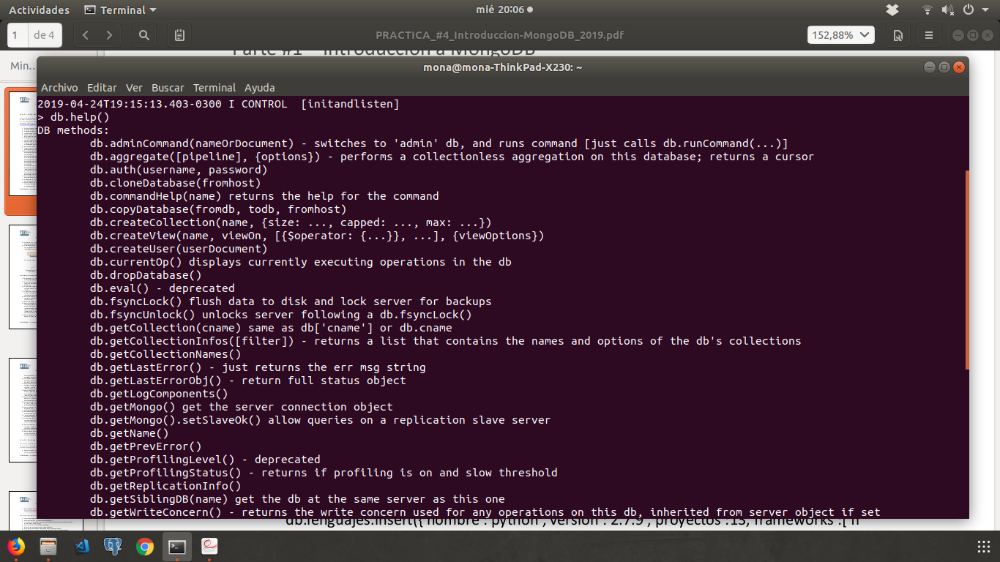 Actividades Terminal mié 20:06
1 de 4 PRACTICA_#4_Introduccion-MongoDB_2019.pdf 152,88%
Parte #1 Introducción a MongoDB
Min…
mona@mona-ThinkPad-X230: ~
Archivo Editar Ver Buscar Terminal Ayuda
2019-04-24T19:15:13.403-0300 I CONTROL  [initandlisten]
> db.help()
DB methods:
db.adminCommand(nameOrDocument) - switches to 'admin' db, and runs command [just calls db.runCommand(...)]
db.aggregate([pipeline], {options}) - performs a collectionless aggregation on this database; returns a cursor
db.auth(username, password)
db.cloneDatabase(fromhost)
db.commandHelp(name) returns the help for the command
db.copyDatabase(fromdb, todb, fromhost)
db.createCollection(name, {size: ..., capped: ..., max: ...})
db.createView(name, viewOn, [{$operator: {...}}, ...], {viewOptions})
db.createUser(userDocument)
db.currentOp() displays currently executing operations in the db
db.dropDatabase()
db.eval() - deprecated
db.fsyncLock() flush data to disk and lock server for backups
db.fsyncUnlock() unlocks server following a db.fsyncLock()
db.getCollection(cname) same as db['cname'] or db.cname
db.getCollectionInfos([filter]) - returns a list that contains the names and options of the db's collections
db.getCollectionNames()
db.getLastError() - just returns the err msg string
db.getLastErrorObj() - return full status object
db.getLogComponents()
db.getMongo() get the server connection object
db.getMongo().setSlaveOk() allow queries on a replication slave server
db.getName()
db.getPrevError()
db.getProfilingLevel() - deprecated
db.getProfilingStatus() - returns if profiling is on and slow threshold
db.getReplicationInfo()
db.getSiblingDB(name) get the db at the same server as this one
db.getWriteConcern() - returns the write concern used for any operations on this db, inherited from server object if set
db.lenguajes.insert({"nombre":"python","version": "2.7.9", proyectos :13, frameworks :[ n